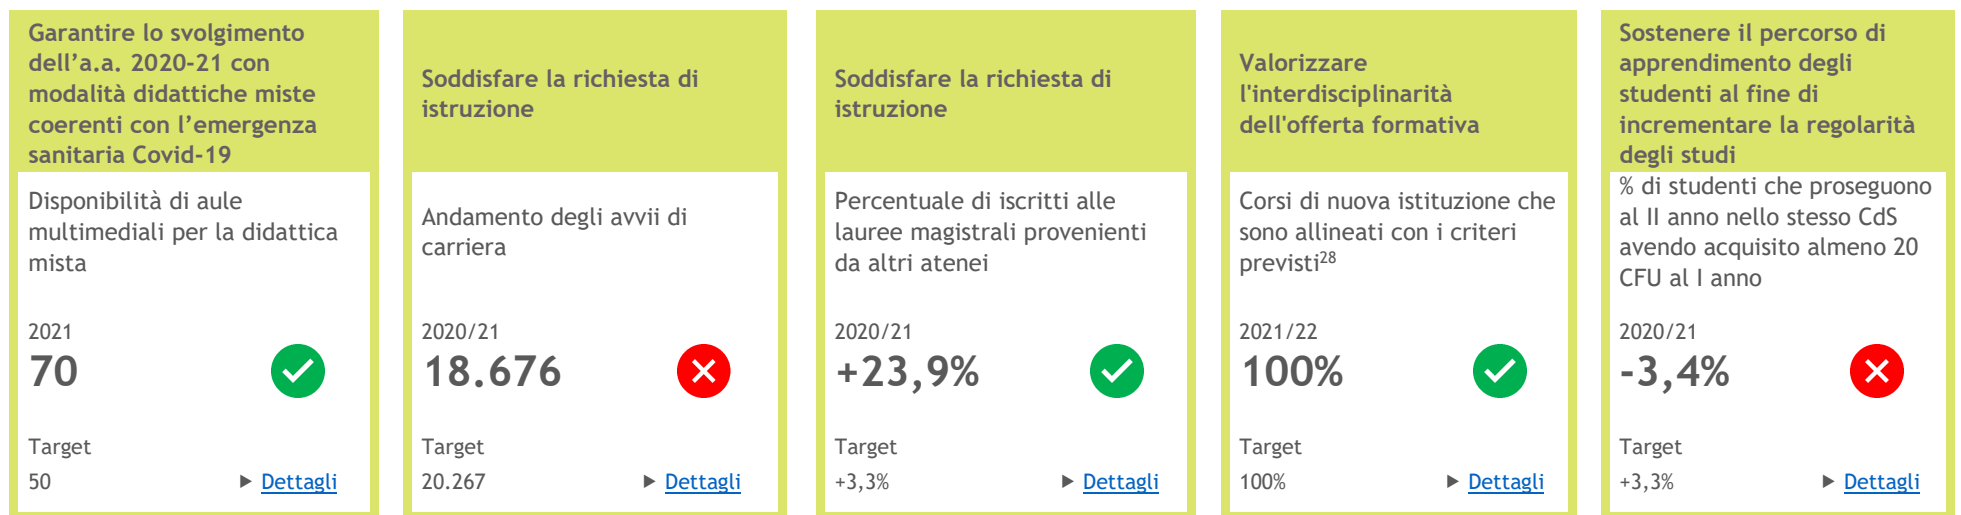 Garantire lo svolgimento
dell’a.a. 2020-21 con
modalità didattiche miste
coerenti con l’emergenza
sanitaria Covid-19
Disponibilità di aule
multimediali per la didattica
mista
2021
70
Target
50
Dettagli
Soddisfare la richiesta di
istruzione
Andamento degli avvii di
carriera
2020/21
18.676
Target
20.267
Dettagli
Soddisfare la richiesta di
istruzione
Percentuale di iscritti alle
lauree magistrali provenienti
da altri atenei
2020/21
+23,9%
Target
+3,3%
Dettagli
Valorizzare
l'interdisciplinarità
dell'offerta formativa
Corsi di nuova istituzione che
sono allineati con i criteri
previsti28
2021/22
100%
Target
100%
Dettagli
Sostenere il percorso di
apprendimento degli
studenti al fine di
incrementare la regolarità
degli studi
% di studenti che proseguono
al II anno nello stesso CdS
avendo acquisito almeno 20
CFU al I anno
2020/21
-3,4%
Target
+3,3%
Dettagli